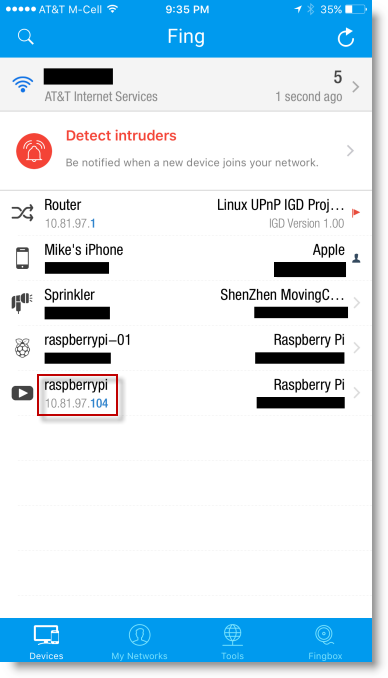 AT&T M-Cell 9:35 PM 35%
Fing
5
AT&T Internet Services 1 second ago
Detect intruders
Be notified when a new device joins your network.
Router Linux UPnP IGD Proj...
10.81.97.1 IGD Version 1.00
Mike's iPhone Apple
Sprinkler ShenZhen MovingC...
raspberrypi-01 Raspberry Pi
raspberrypi Raspberry Pi
10.81.97.104
Devices My Networks Tools Fingbox